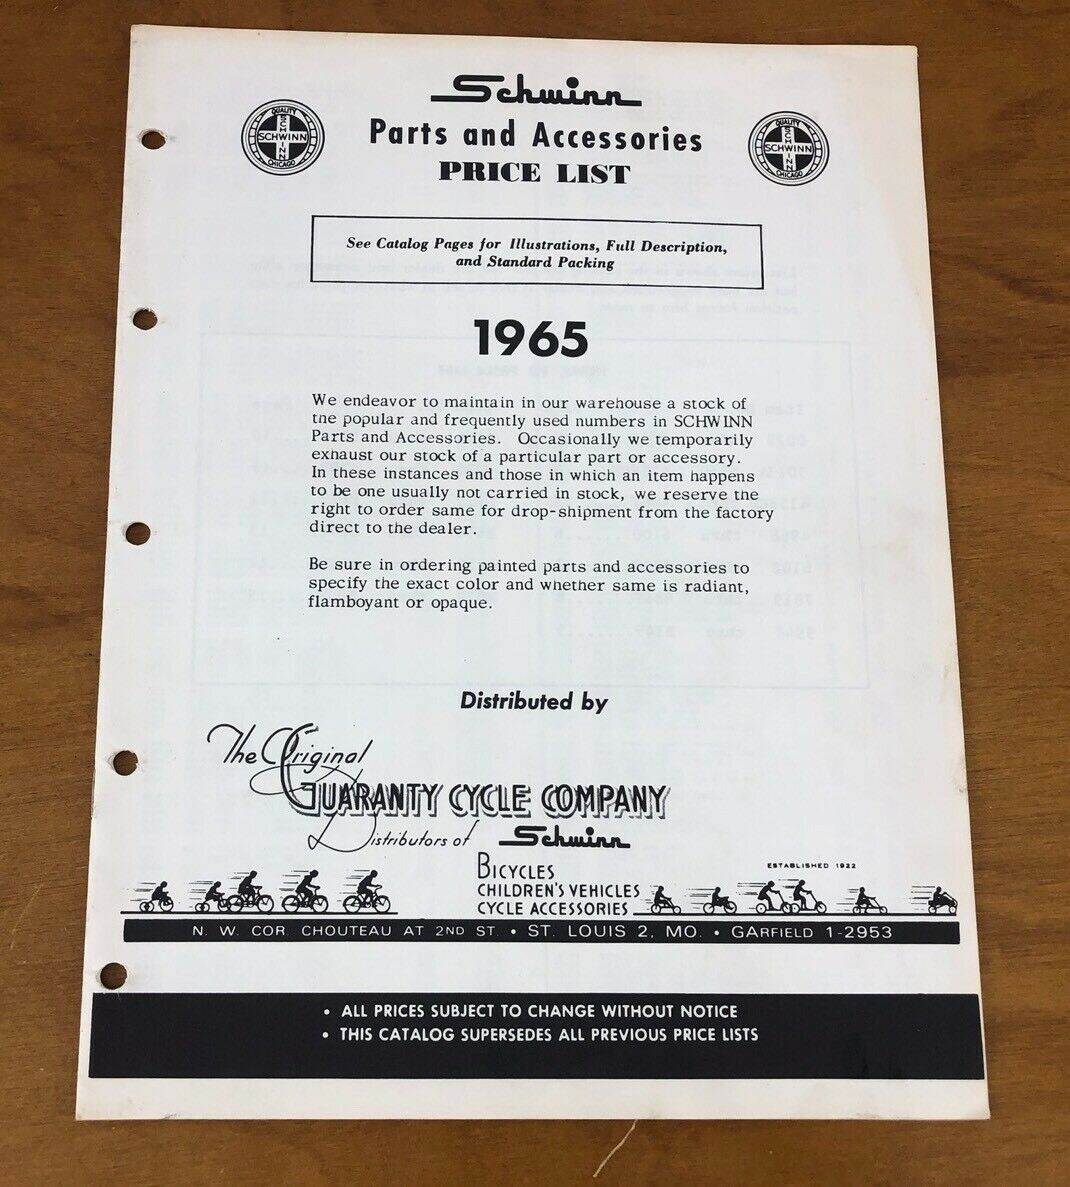 Schwinn
Parts and Accessories
PRICE LIST
QUALITY
SCHWINN
SCHWINN
CHICAGO
QUALITY
SCHWINN
SCHWINN
CHICAGO
See Catalog Pages for Illustrations, Full Description,
and Standard Packing
1965
We endeavor to maintain in our warehouse a stock of
the popular and frequently used numbers in SCHWINN
Parts and Accessories. Occasionally we temporarily
exhaust our stock of a particular part or accessory.
In these instances and those in which an item happens
to be one usually not carried in stock, we reserve the
right to order same for drop-shipment from the factory
direct to the dealer.
Be sure in ordering painted parts and accessories to
specify the exact color and whether same is radiant,
flamboyant or opaque.
Distributed by
The Original
GUARANTY CYCLE COMPANY
Distributors of Schwinn
BICYCLES
CHILDREN'S VEHICLES
CYCLE ACCESSORIES
ESTABLISHED 1922
N. W. COR. CHOUTEAU AT 2ND ST. • ST. LOUIS 2, MO. • GARFIELD 1-2953
• ALL PRICES SUBJECT TO CHANGE WITHOUT NOTICE
• THIS CATALOG SUPERSEDES ALL PREVIOUS PRICE LISTS